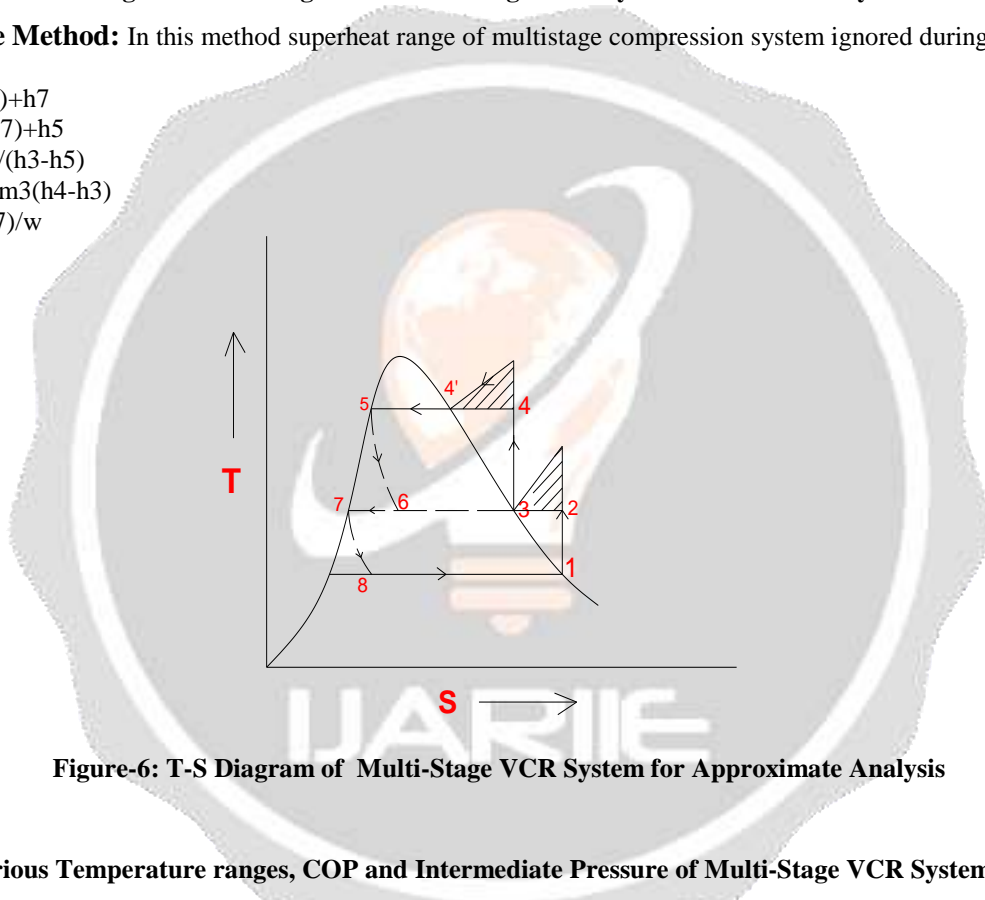 e Method: In this method superheat range of multistage compression system ignored during
)+h7
7)+h5
/(h3-h5)
m3(h4-h3)
7)/w
T
4'
5
4
7
6
3
2
1
8
S
IJARIIE
Figure-6: T-S Diagram of Multi-Stage VCR System for Approximate Analysis
rious Temperature ranges, COP and Intermediate Pressure of Multi-Stage VCR System